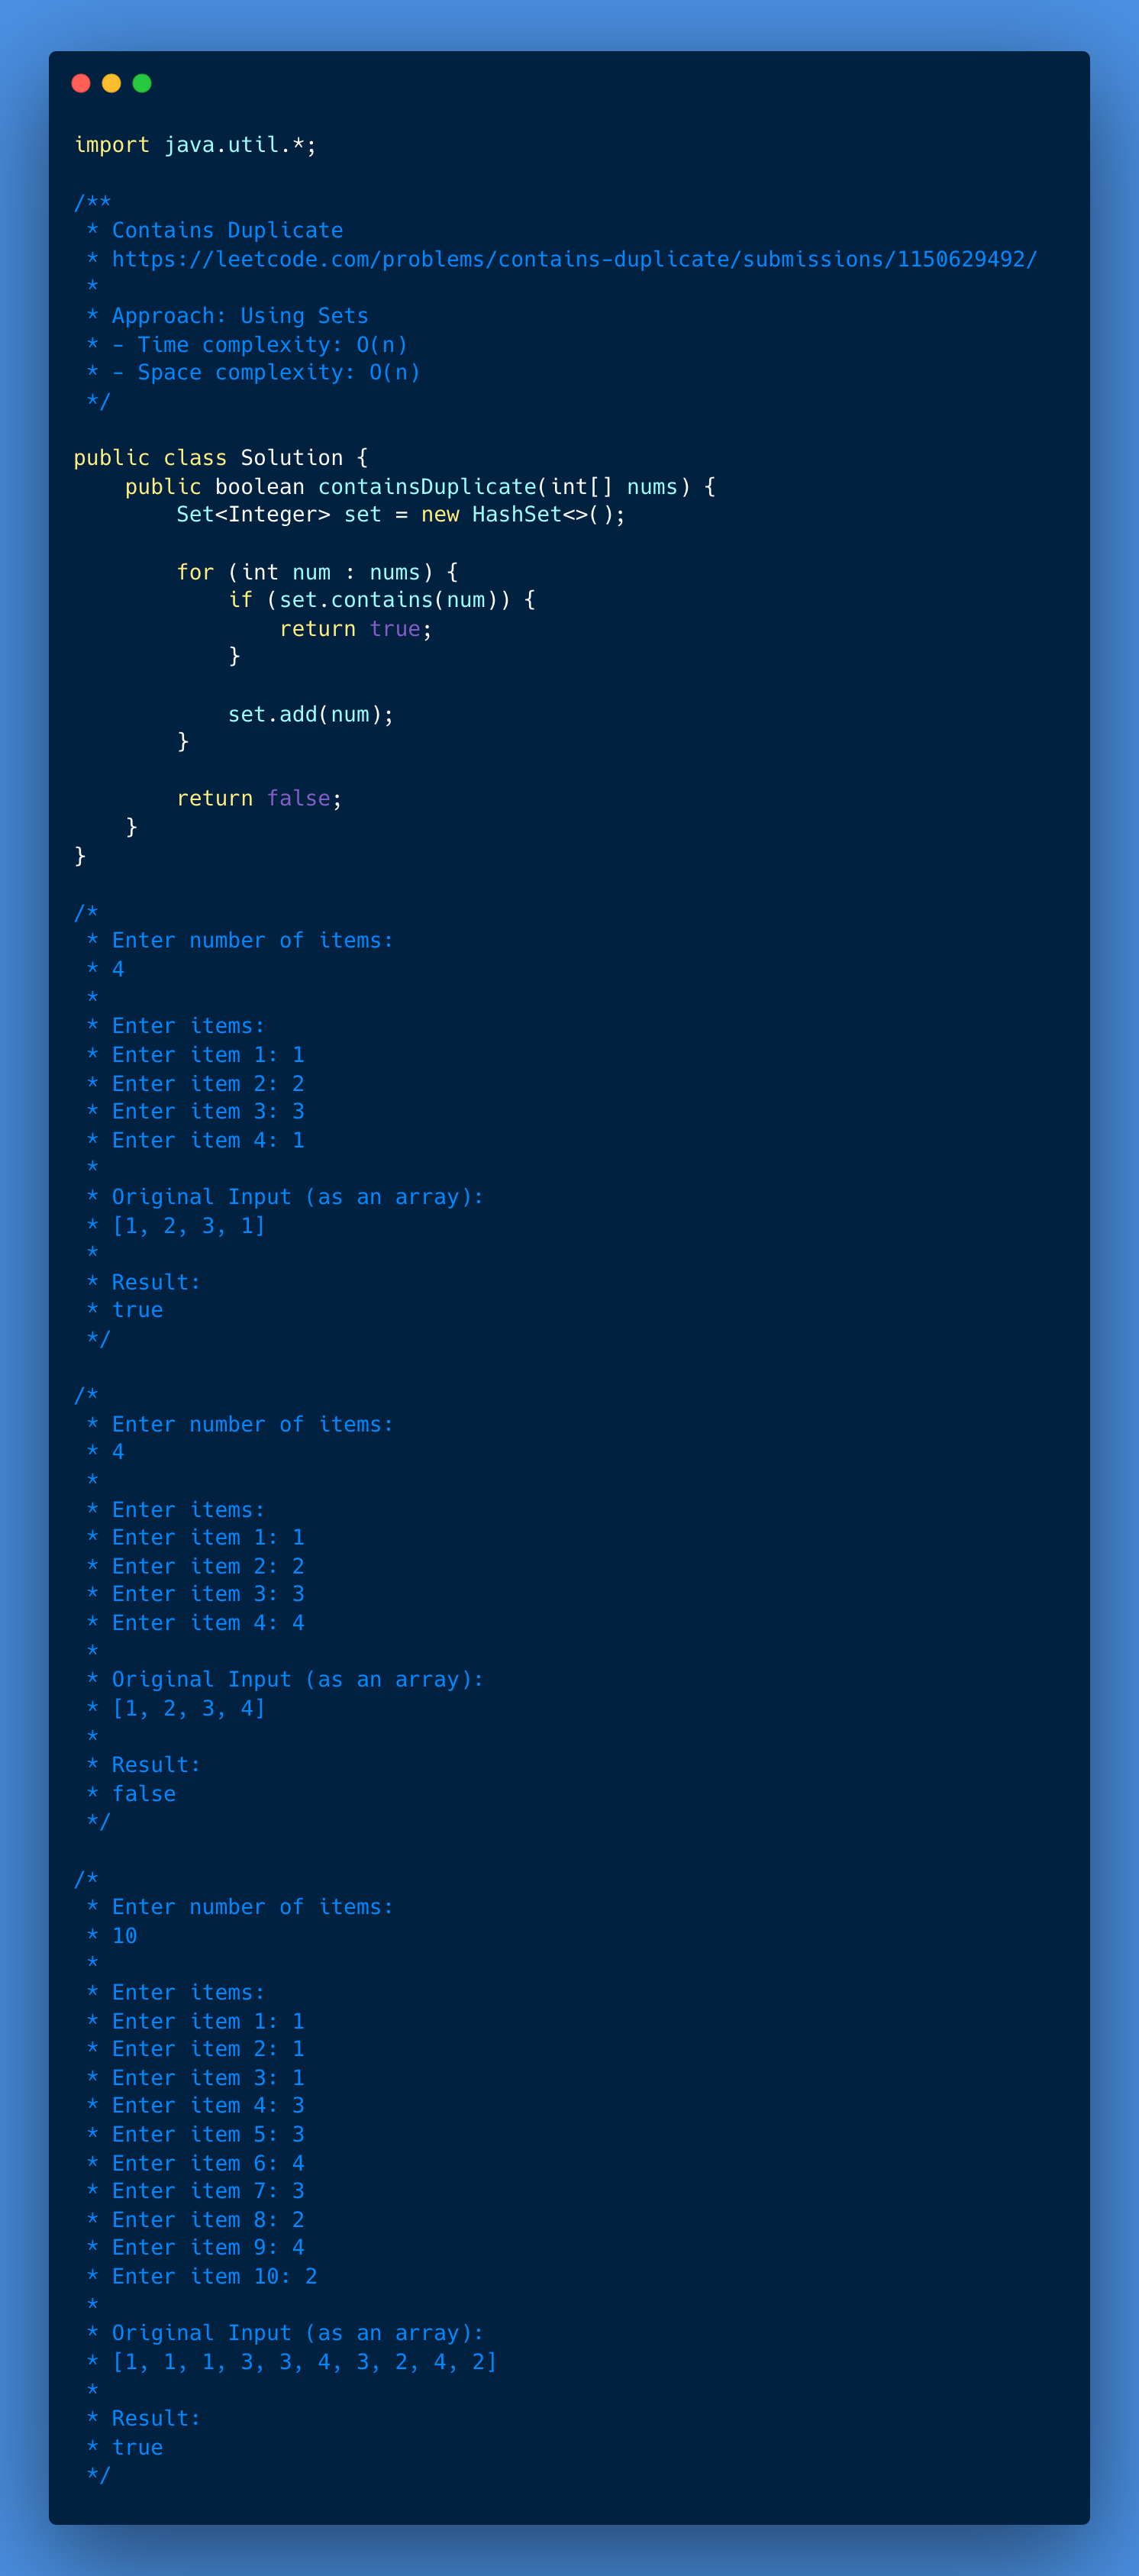 import java.util.*;

/**
 * Contains Duplicate
 * https://leetcode.com/problems/contains-duplicate/submissions/1150629492/
 *
 * Approach: Using Sets
 * - Time complexity: O(n)
 * - Space complexity: O(n)
 */

public class Solution {
    public boolean containsDuplicate(int[] nums) {
        Set<Integer> set = new HashSet<>();

        for (int num : nums) {
            if (set.contains(num)) {
                return true;
            }

            set.add(num);
        }

        return false;
    }
}

/*
 * Enter number of items:
 * 4
 *
 * Enter items:
 * Enter item 1: 1
 * Enter item 2: 2
 * Enter item 3: 3
 * Enter item 4: 1
 *
 * Original Input (as an array):
 * [1, 2, 3, 1]
 *
 * Result:
 * true
 */

/*
 * Enter number of items:
 * 4
 *
 * Enter items:
 * Enter item 1: 1
 * Enter item 2: 2
 * Enter item 3: 3
 * Enter item 4: 4
 *
 * Original Input (as an array):
 * [1, 2, 3, 4]
 *
 * Result:
 * false
 */

/*
 * Enter number of items:
 * 10
 *
 * Enter items:
 * Enter item 1: 1
 * Enter item 2: 1
 * Enter item 3: 1
 * Enter item 4: 3
 * Enter item 5: 3
 * Enter item 6: 4
 * Enter item 7: 3
 * Enter item 8: 2
 * Enter item 9: 4
 * Enter item 10: 2
 *
 * Original Input (as an array):
 * [1, 1, 1, 3, 3, 4, 3, 2, 4, 2]
 *
 * Result:
 * true
 */